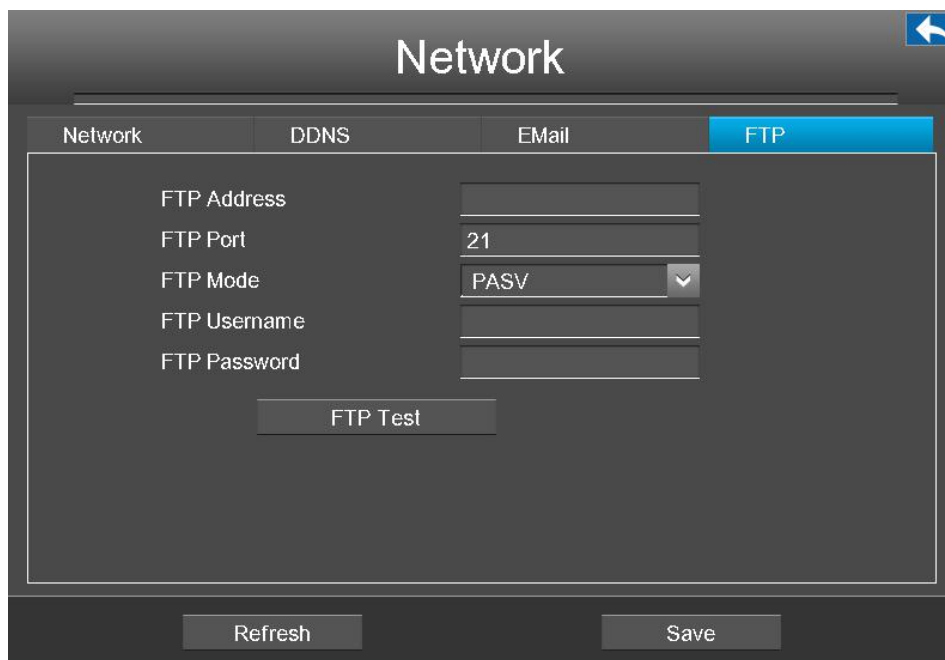 Network
Network DDNS EMail FTP
FTP Address
FTP Port 21
FTP Mode PASV
FTP Username
FTP Password
FTP Test
Refresh Save